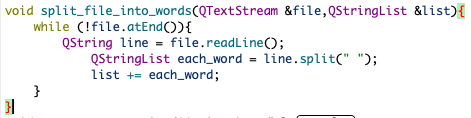 void split_file_into_words(QTextStream &file,QStringList &list){
    while (!file.atEnd()){
        QString line = file.readLine();
            QStringList each_word = line.split(" ");
            list += each_word;
    }
}